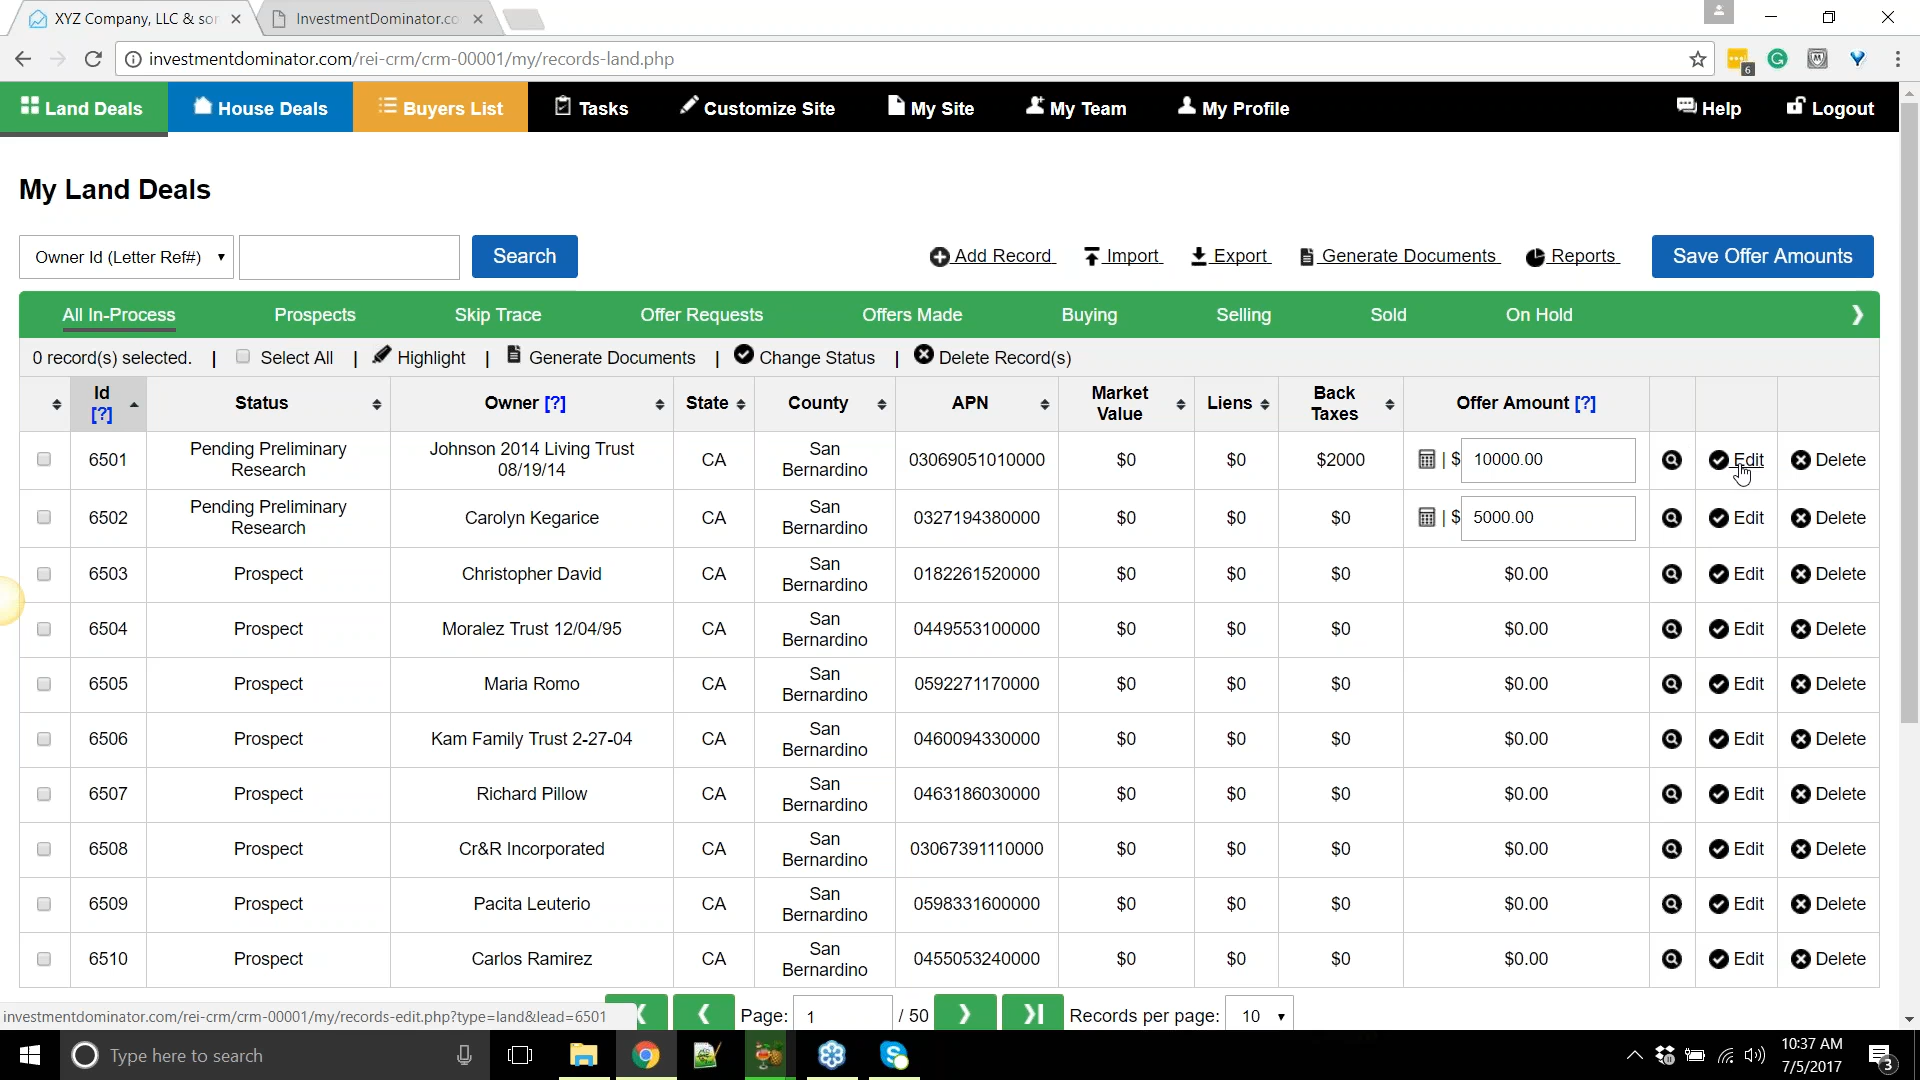 XYZ Company, LLC & so
InvestmentDominator.co
investmentdominator.com/rei-crm/crm-00001/my/records-land.php
6
Land Deals House Deals Buyers List Tasks Customize Site My Site My Team My Profile Help Logout
My Land Deals
Owner Id (Letter Ref#) Search Add Record Import Export Generate Documents Reports Save Offer Amounts
All In-Process Prospects Skip Trace Offer Requests Offers Made Buying Selling Sold On Hold
0 record(s) selected. | Select All | Highlight | Generate Documents | Change Status | Delete Record(s)
Id [?] Status Owner [?] State County APN Market Value Liens Back Taxes Offer Amount [?]
6501 Pending Preliminary Research Johnson 2014 Living Trust 08/19/14 CA San Bernardino 03069051010000 $0 $0 $2000 | $ 10000.00 Edit Delete
6502 Pending Preliminary Research Carolyn Kegarice CA San Bernardino 0327194380000 $0 $0 $0 | $ 5000.00 Edit Delete
6503 Prospect Christopher David CA San Bernardino 0182261520000 $0 $0 $0 $0.00 Edit Delete
6504 Prospect Moralez Trust 12/04/95 CA San Bernardino 0449553100000 $0 $0 $0 $0.00 Edit Delete
6505 Prospect Maria Romo CA San Bernardino 0592271170000 $0 $0 $0 $0.00 Edit Delete
6506 Prospect Kam Family Trust 2-27-04 CA San Bernardino 0460094330000 $0 $0 $0 $0.00 Edit Delete
6507 Prospect Richard Pillow CA San Bernardino 0463186030000 $0 $0 $0 $0.00 Edit Delete
6508 Prospect Cr&R Incorporated CA San Bernardino 03067391110000 $0 $0 $0 $0.00 Edit Delete
6509 Prospect Pacita Leuterio CA San Bernardino 0598331600000 $0 $0 $0 $0.00 Edit Delete
6510 Prospect Carlos Ramirez CA San Bernardino 0455053240000 $0 $0 $0 $0.00 Edit Delete
investmentdominator.com/rei-crm/crm-00001/my/records-edit.php?type=land&lead=6501 Page: 1 / 50 Records per page: 10
Type here to search
10:37 AM
7/5/2017
3